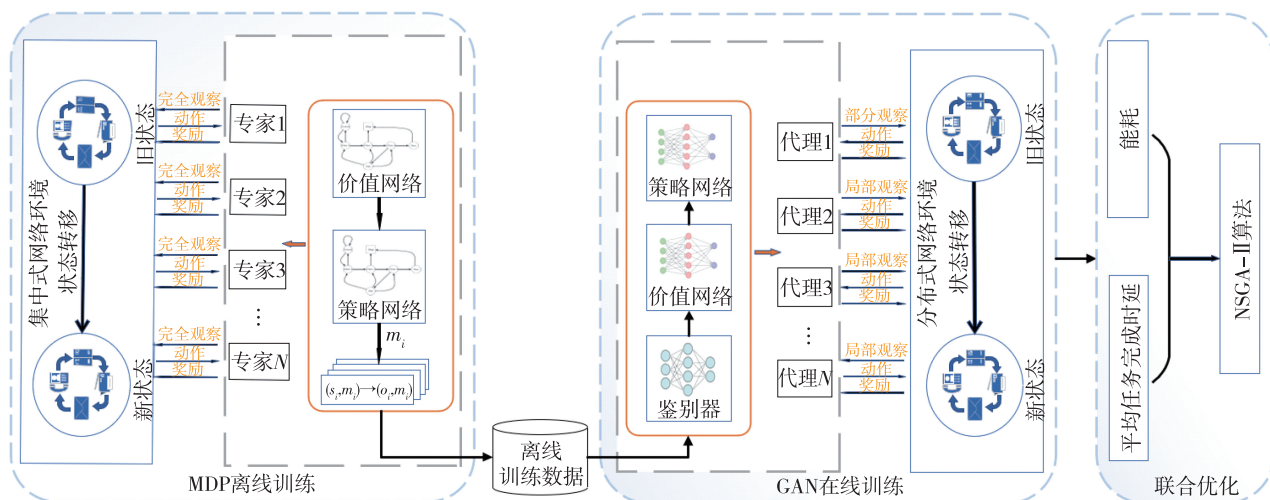 集中式网络环境
状态转移
旧状态
新状态
完全观察
动作
奖励
专家1
完全观察
动作
奖励
专家2
完全观察
动作
奖励
专家3
⋮
完全观察
动作
奖励
专家N
价值网络
策略网络
m_i
(s_i,m_i)→(o_i,m_i)
MDP离线训练
离线
训练数据
策略网络
价值网络
鉴别器
代理1
部分观察
动作
奖励
代理2
局部观察
动作
奖励
代理3
局部观察
动作
奖励
⋮
代理N
局部观察
动作
奖励
分布式网络环境
状态转移
旧状态
新状态
GAN在线训练
能耗
平均任务完成时延
NSGA-Ⅱ算法
联合优化